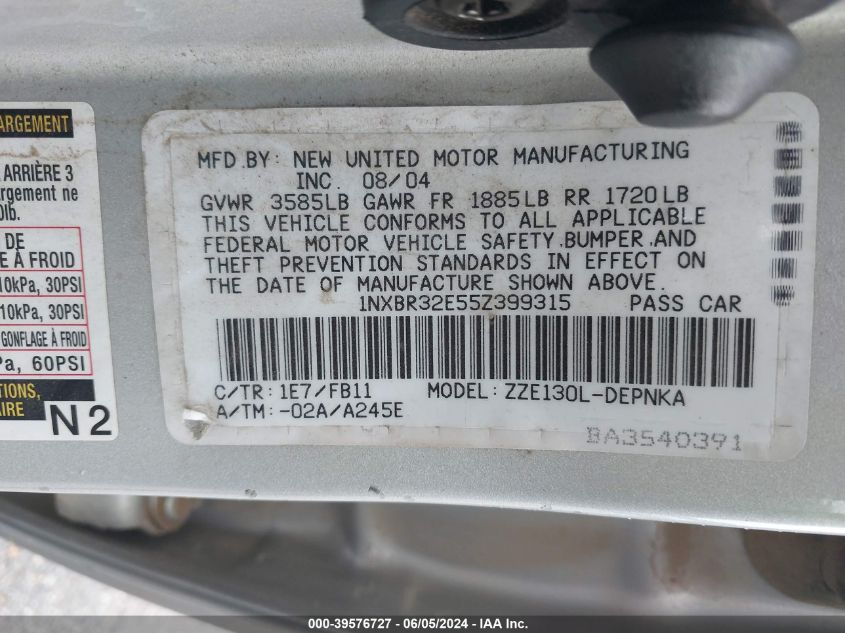 ARGEMENT
ARRIÈRE 3
argement ne
DE
E À FROID
10kPa, 30PSI
10kPa, 30PSI
GONFLAGE À FROID
Pa, 60PSI
TIONS,
AIRE
N2
MFD.BY: NEW UNITED MOTOR MANUFACTURING
INC. 08/04
GVWR 3585LB GAWR FR 1885LB RR 1720LB
THIS VEHICLE CONFORMS TO ALL APPLICABLE
FEDERAL MOTOR VEHICLE SAFETY,BUMPER,AND
THEFT PREVENTION STANDARDS IN EFFECT ON
THE DATE OF MANUFACTURE SHOWN ABOVE.
1NXBR32E55Z399315 PASS CAR
C/TR: 1E7/FB11 MODEL: ZZE130L-DEPNKA
A/TM:-02A/A245E
BA3540391
000-39576727 - 06/05/2024 - IAA Inc.